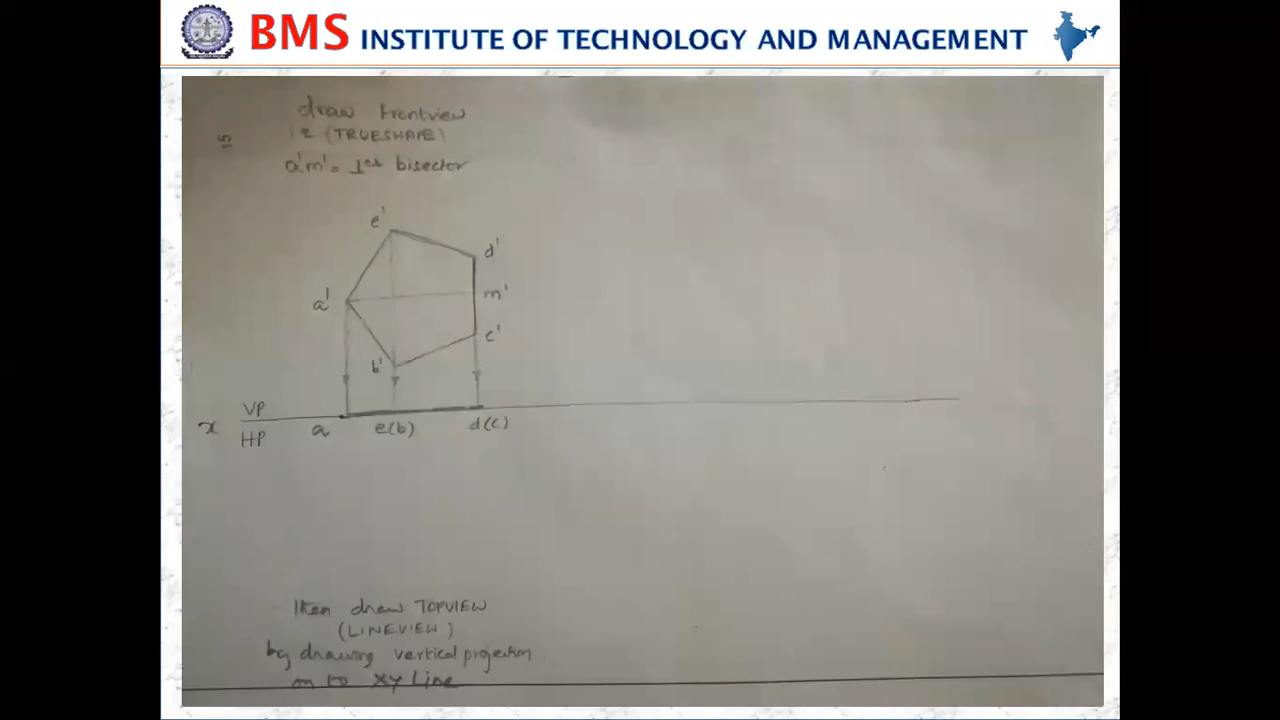 BMS INSTITUTE OF TECHNOLOGY AND MANAGEMENT
draw Frontview
(TRUESHAPE)
15
a'm' = ⊥er bisector
e'
d'
a'
m'
c'
b'
VP
x
HP
a
e(b)
d(c)
then draw TOPVIEW
(LINEVIEW)
by drawing vertical projection
on to XY Line